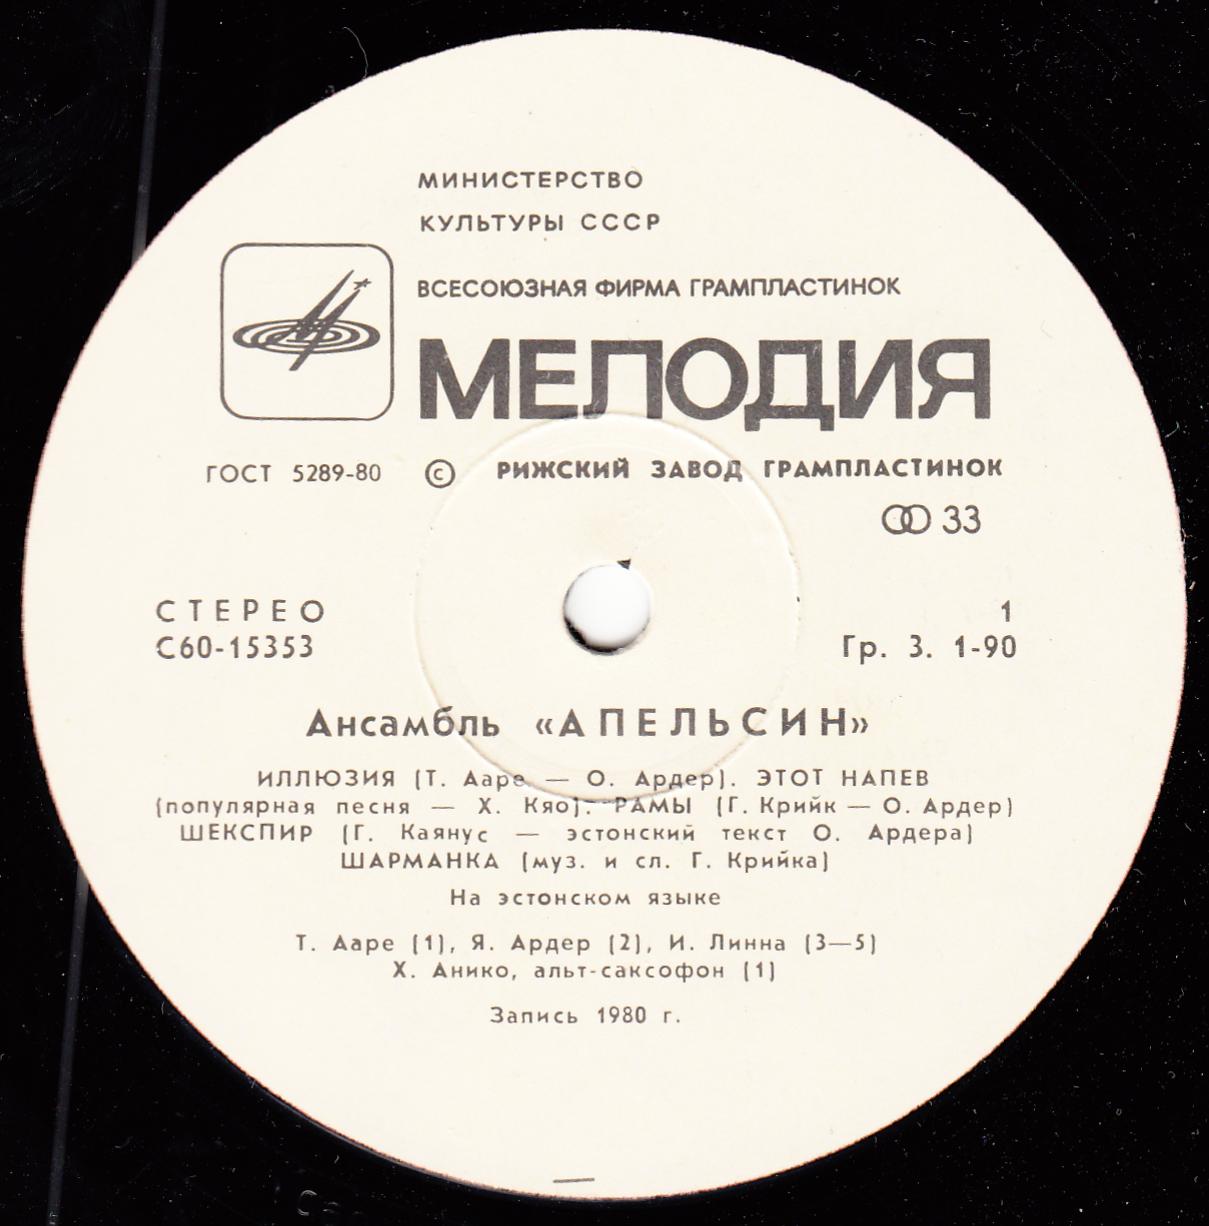 МИНИСТЕРСТВО
КУЛЬТУРЫ СССР
ВСЕСОЮЗНАЯ ФИРМА ГРАМПЛАСТИНОК
МЕЛОДИЯ
ГОСТ 5289-80 © РИЖСКИЙ ЗАВОД ГРАМПЛАСТИНОК
33
СТЕРЕО 1
С60-15353 Гр. 3. 1-90
Ансамбль «АПЕЛЬСИН»
ИЛЛЮЗИЯ (Т. Ааре — О. Ардер). ЭТОТ НАПЕВ
(популярная песня — Х. Кяо). РАМЫ (Г. Крийк — О. Ардер)
ШЕКСПИР (Г. Каянус — эстонский текст О. Ардера)
ШАРМАНКА (муз. и сл. Г. Крийка)
На эстонском языке
Т. Ааре (1), Я. Ардер (2), И. Линна (3—5)
Х. Анико, альт-саксофон (1)
Запись 1980 г.